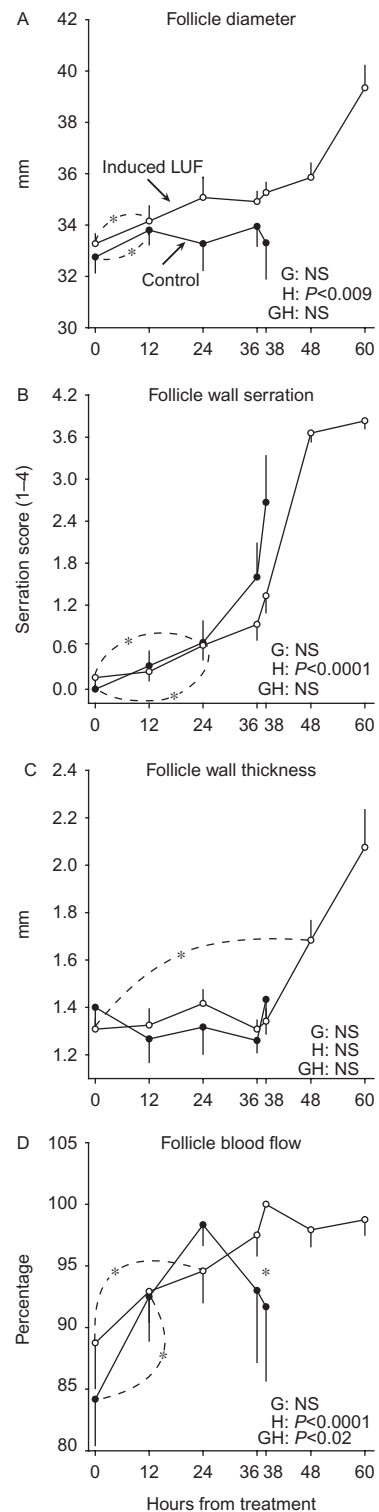 A Follicle diameter
42
40
38
36
34
32
30
mm
Induced LUF
*
*
Control
G: NS
H: P<0.009
GH: NS
0 12 24 36 38 48 60
B Follicle wall serration
4.2
3.6
2.8
2.4
1.2
0.6
0.0
Serration score (1–4)
*
*
G: NS
H: P<0.0001
GH: NS
0 12 24 36 38 48 60
C Follicle wall thickness
2.4
2.2
2.0
1.8
1.6
1.4
1.2
mm
*
G: NS
H: NS
GH: NS
0 12 24 36 38 48 60
D Follicle blood flow
105
100
95
90
85
80
Percentage
*
*
*
G: NS
H: P<0.0001
GH: P<0.02
0 12 24 36 38 48 60
Hours from treatment